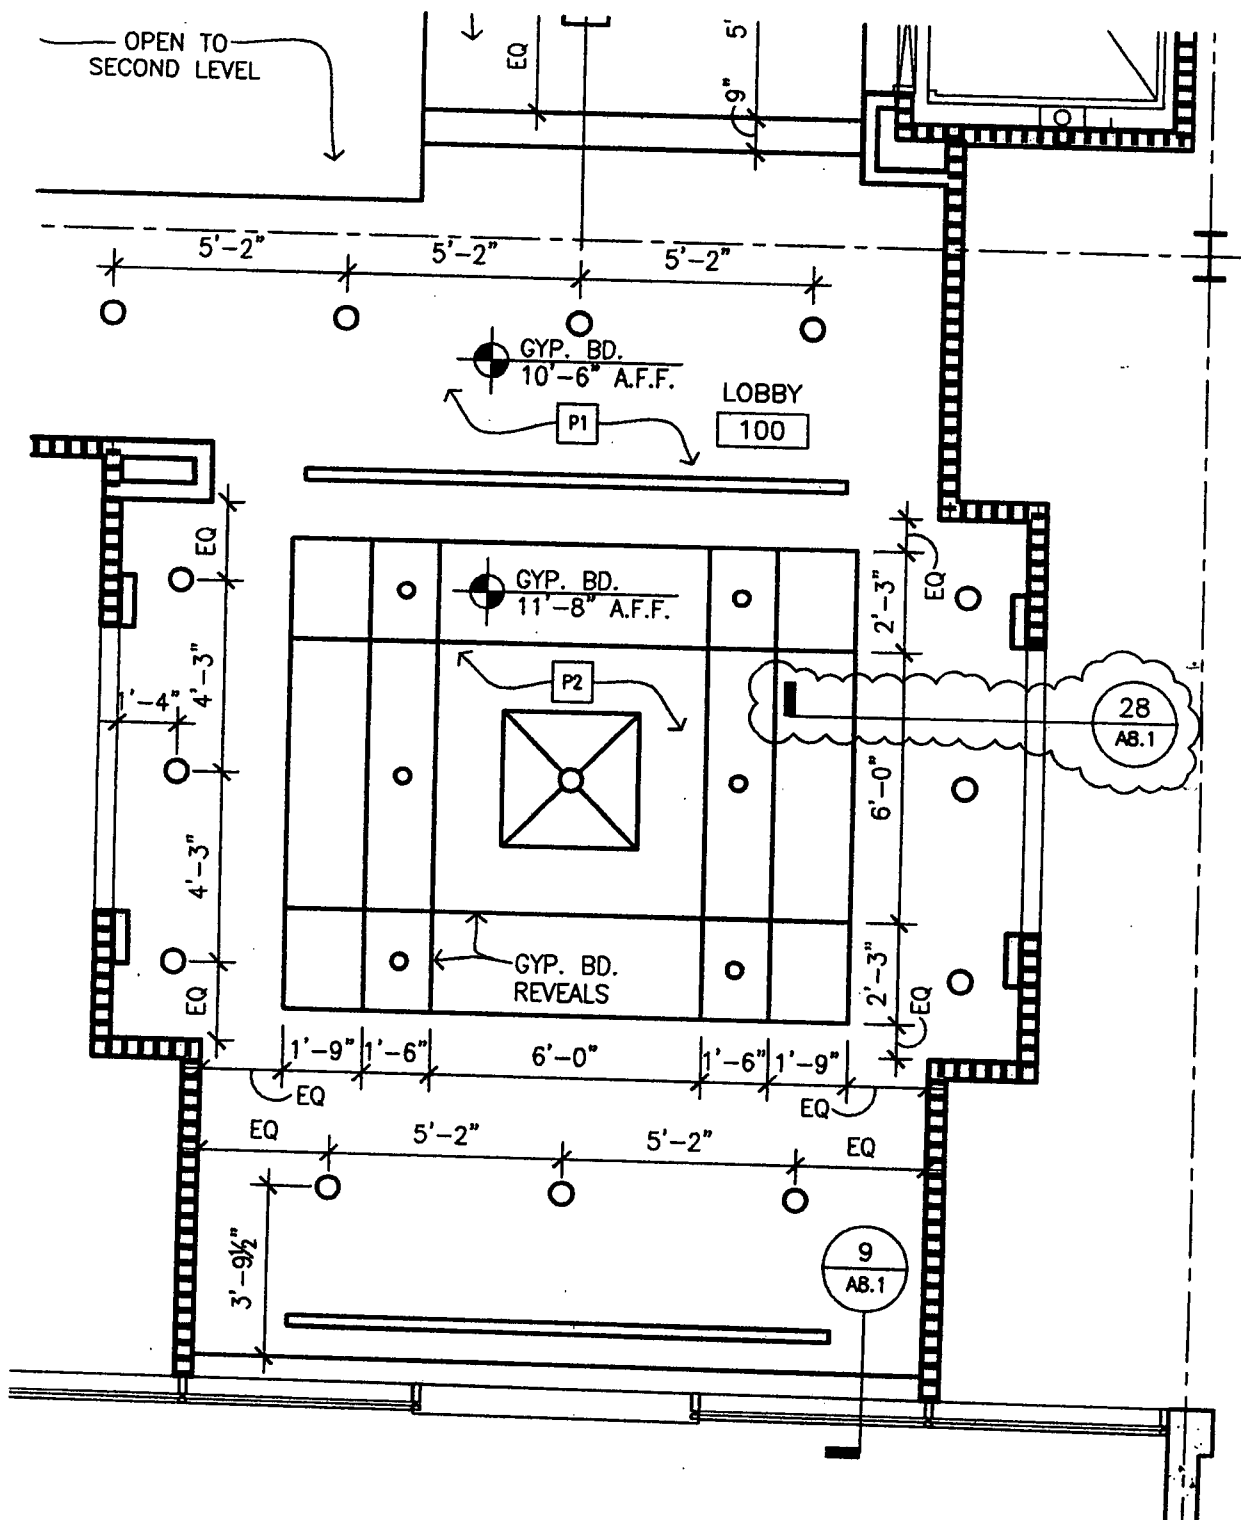 OPEN TO
SECOND LEVEL
EQ
5'
9"
5'-2"
5'-2"
5'-2"
GYP. BD.
10'-6" A.F.F.
P1
LOBBY
100
EQ
GYP. BD.
11'-8" A.F.F.
EQ
2'-3"
P2
4'-3"
1'-4"
28
A8.1
6'-0"
4'-3"
GYP. BD.
REVEALS
EQ
2'-3"
EQ
1'-9"
1'-6"
6'-0"
1'-6"
1'-9"
EQ
EQ
EQ
5'-2"
5'-2"
EQ
3'-9½"
9
A8.1